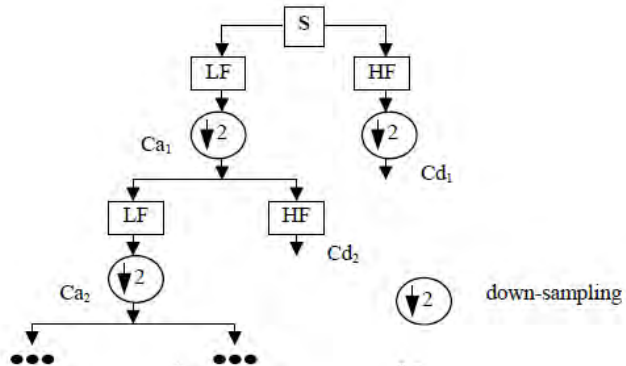 S
LF HF
2 2
Ca₁ Cd₁
LF HF
2 Cd₂
Ca₂
2 down-sampling